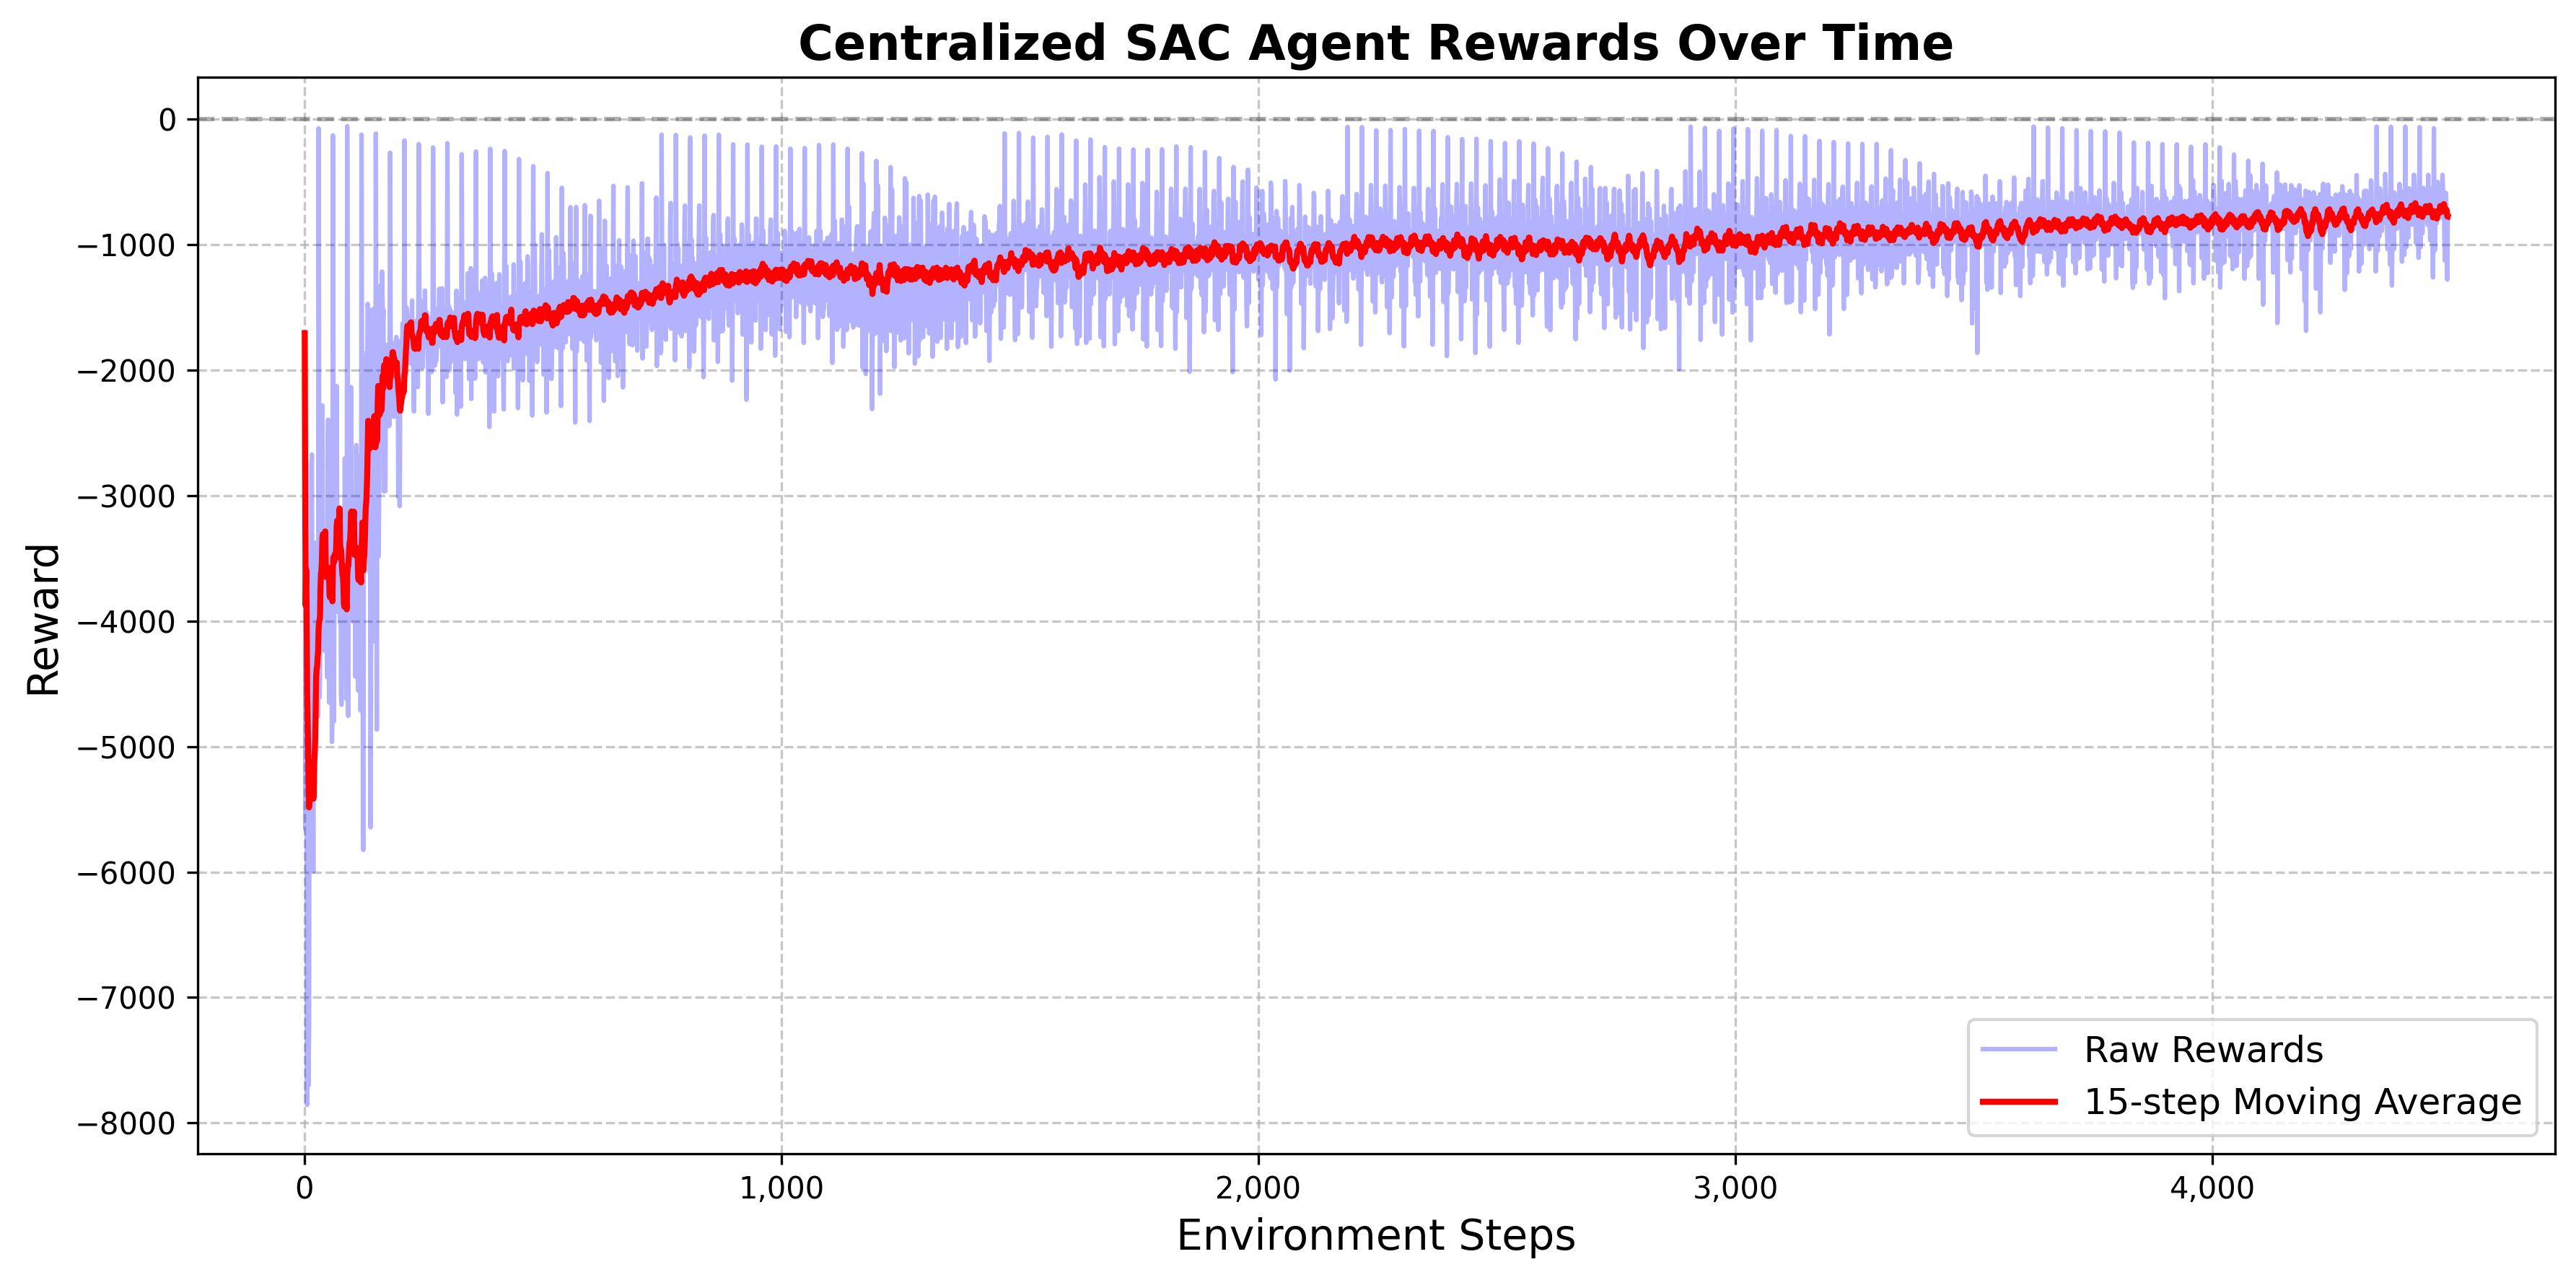 Centralized SAC Agent Rewards Over Time
Reward
0
−1000
−2000
−3000
−4000
−5000
−6000
−7000
−8000
0
1,000
2,000
3,000
4,000
Environment Steps
Raw Rewards
15-step Moving Average